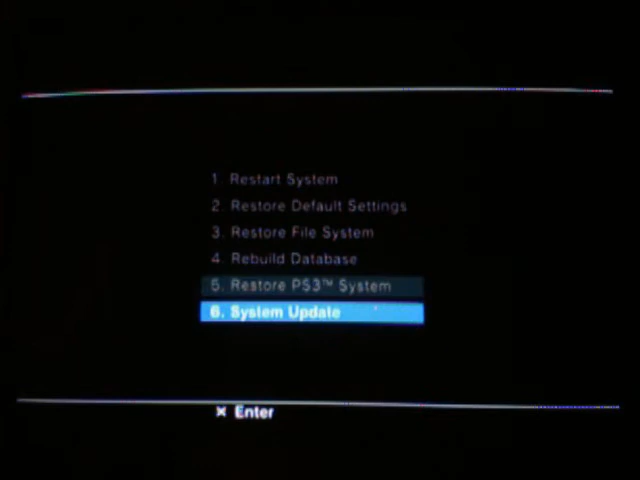 1. Restart System
2. Restore Default Settings
3. Restore File System
4. Rebuild Database
5. Restore PS3™ System
6. System Update
✕ Enter